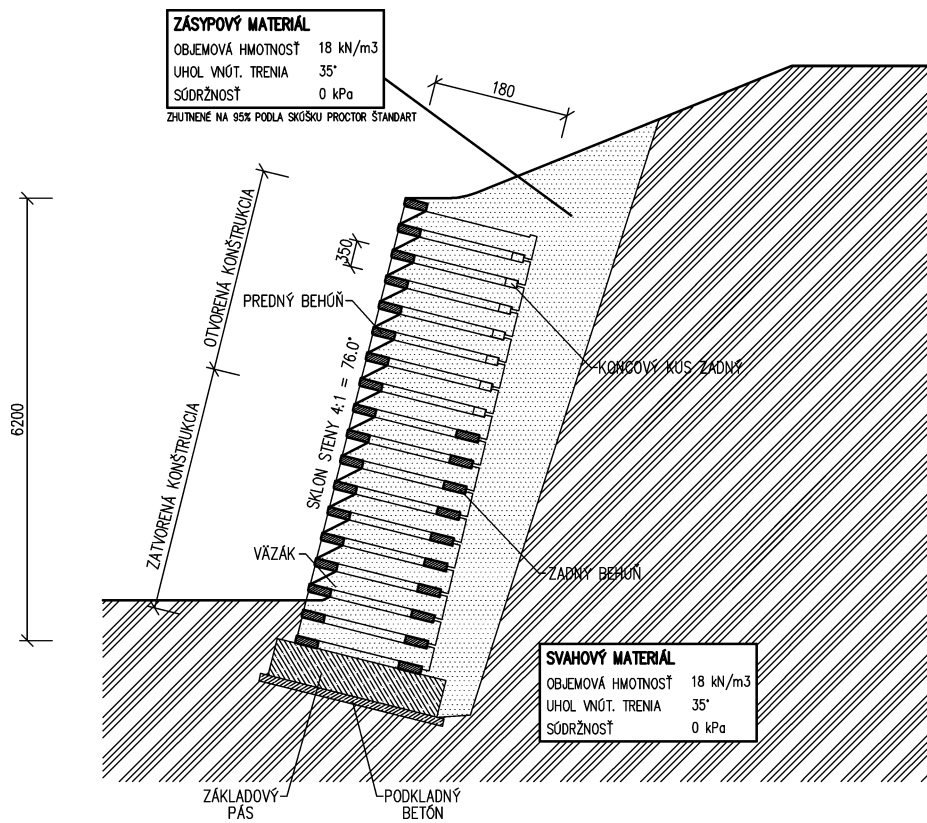 ZÁSYPOVÝ MATERIÁL
OBJEMOVÁ HMOTNOSŤ 18 kN/m3
UHOL VNÚT. TRENIA 35°
SÚDRŽNOSŤ 0 kPa
ZHUTNENÉ NA 95% PODLA SKÚŠKU PROCTOR ŠTANDART
180
OTVORENÁ KONŠTRUKCIA
350
PREDNÝ BEHÚŇ
KONCOVÝ KUS ZADNÝ
6200
SKLON STENY 4:1 = 76.0°
ZATVORENÁ KONŠTRUKCIA
VÄZÁK
ZADNÝ BEHÚŇ
SVAHOVÝ MATERIÁL
OBJEMOVÁ HMOTNOSŤ 18 kN/m3
UHOL VNÚT. TRENIA 35°
SÚDRŽNOSŤ 0 kPa
ZÁKLADOVÝ
PÁS
PODKLADNÝ
BETÓN